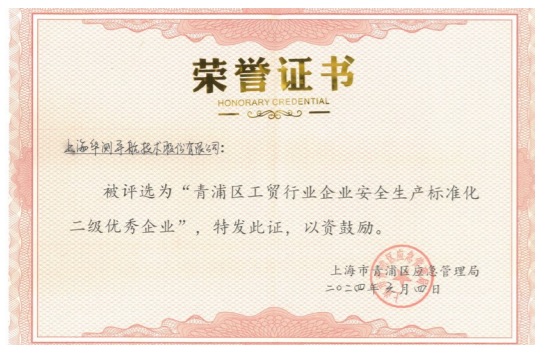 荣誉证书
HONORARY CREDENTIAL
上海华测导航技术股份有限公司：
被评选为“青浦区工贸行业企业安全生产标准化
二级优秀企业”，特发此证，以资鼓励。
上海市青浦区应急管理局
二〇二四年 月四日